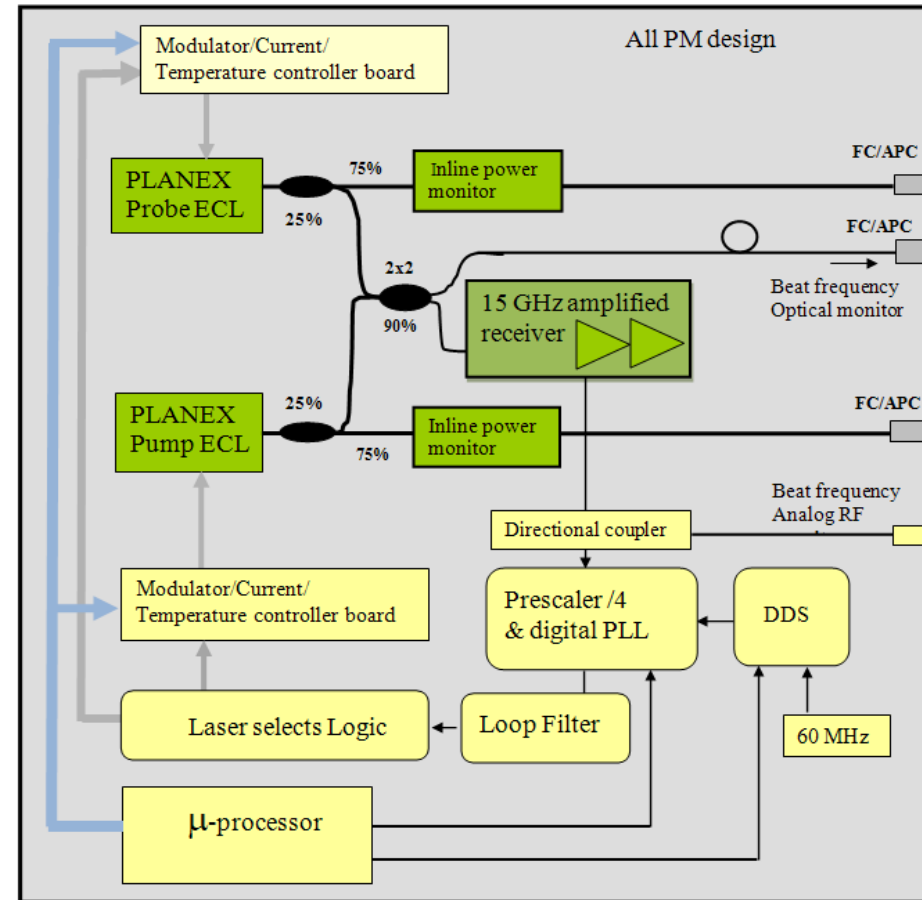 Modulator/Current/
Temperature controller board
All PM design
PLANEX
Probe ECL
75%
25%
Inline power
monitor
FC/APC
FC/APC
2x2
90%
Beat frequency
Optical monitor
15 GHz amplified
receiver
PLANEX
Pump ECL
25%
75%
Inline power
monitor
FC/APC
Beat frequency
Analog RF
Directional coupler
Modulator/Current/
Temperature controller board
Prescaler /4
& digital PLL
DDS
Laser selects Logic
Loop Filter
60 MHz
μ-processor